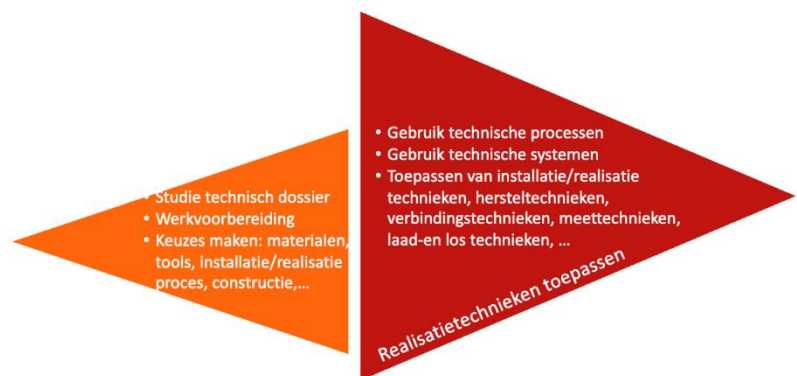 • Studie technisch dossier
• Werkvoorbereiding
• Keuzes maken: materialen,
tools, installatie/realisatie
proces, constructie,...
• Gebruik technische processen
• Gebruik technische systemen
• Toepassen van installatie/realisatie
technieken, hersteltechnieken,
verbindingstechnieken, meettechnieken,
laad-en los technieken, ...
Realisatietechnieken toepassen